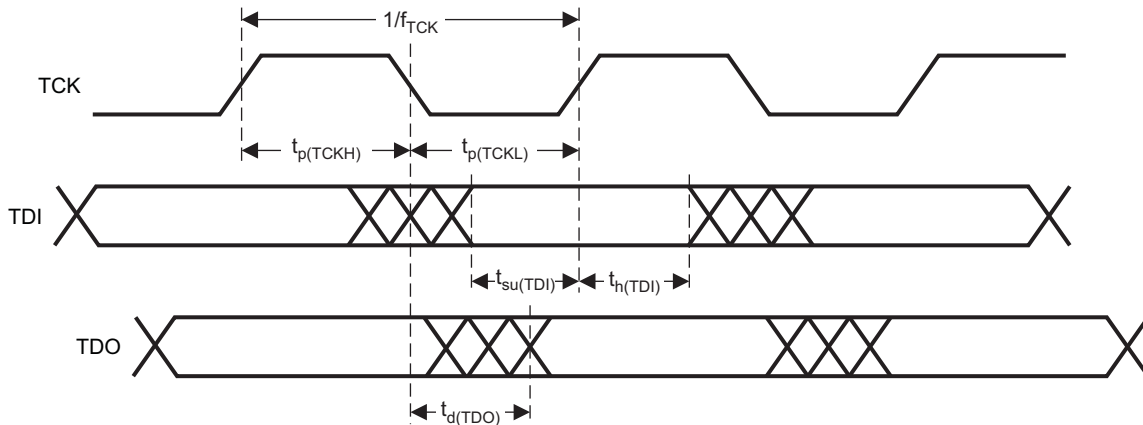 1/fTCK
TCK
tp(TCKH) tp(TCKL)
TDI
tsu(TDI) th(TDI)
TDO
td(TDO)